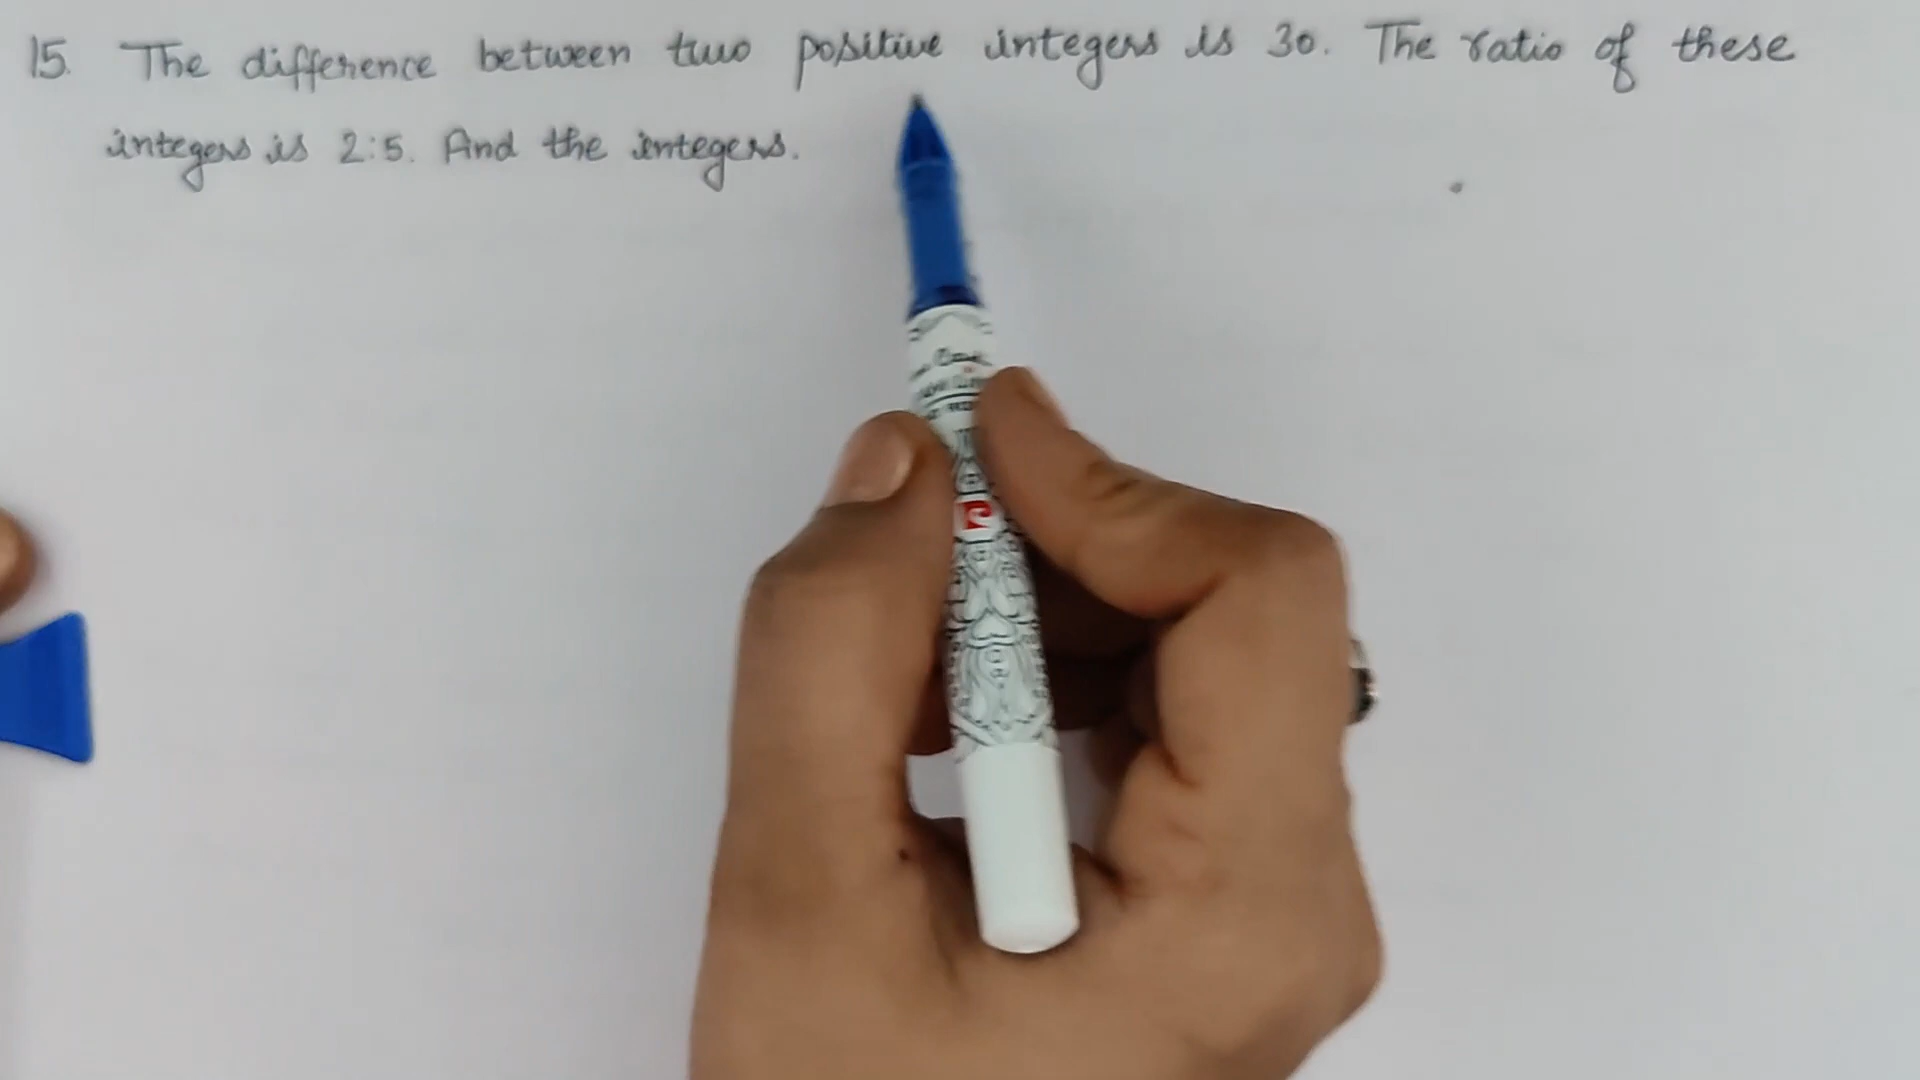 15. The difference between two positive integers is 30. The ratio of these
integers is 2:5. Find the integers.